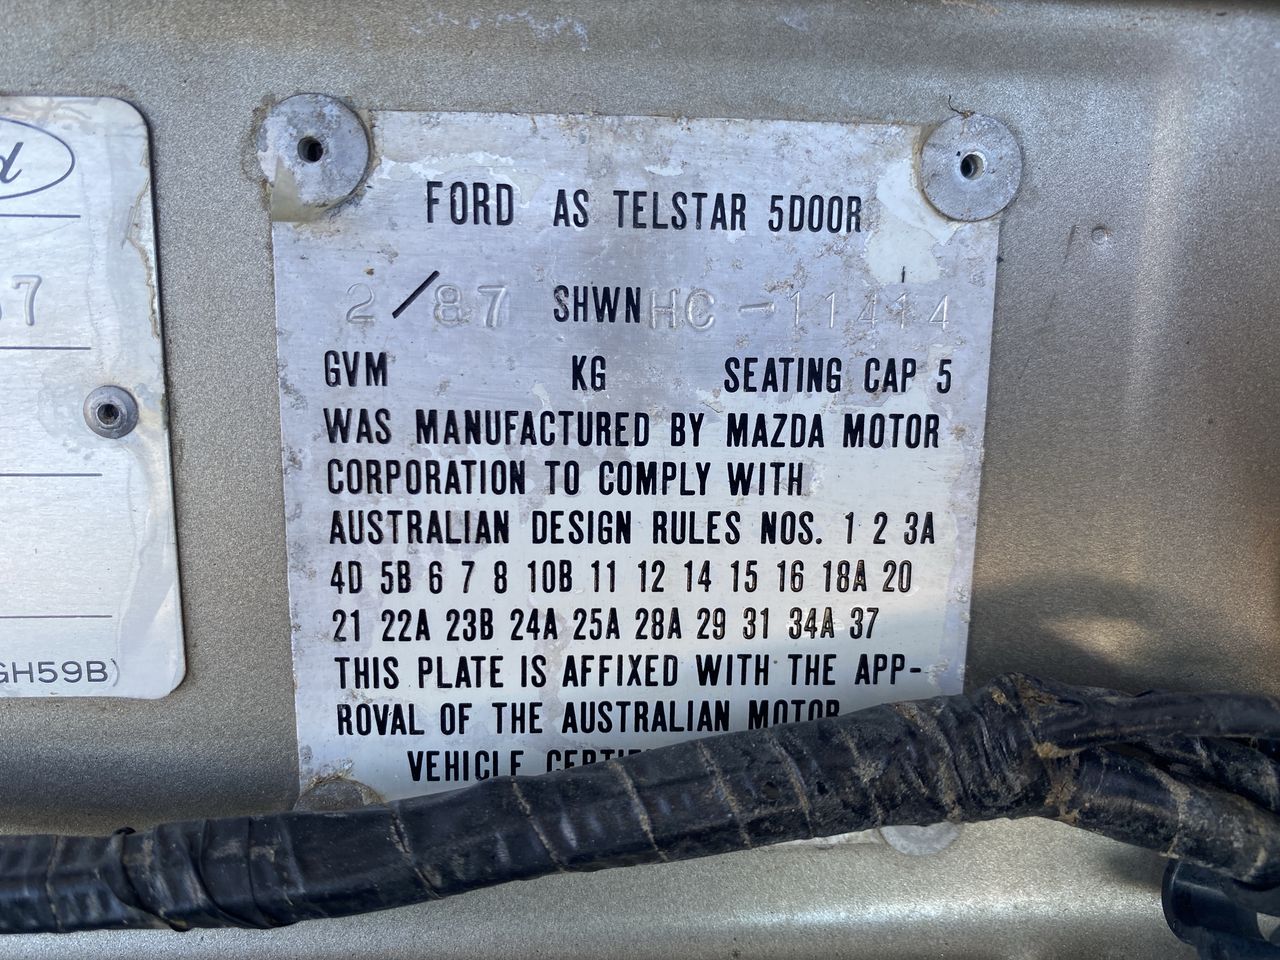 FORD AS TELSTAR 5DOOR
2/87 SHWN HC-11414
GVM KG SEATING CAP 5
WAS MANUFACTURED BY MAZDA MOTOR
CORPORATION TO COMPLY WITH
AUSTRALIAN DESIGN RULES NOS. 1 2 3A
4D 5B 6 7 8 10B 11 12 14 15 16 18A 20
21 22A 23B 24A 25A 28A 29 31 34A 37
THIS PLATE IS AFFIXED WITH THE APP-
ROVAL OF THE AUSTRALIAN MOTOR
VEHICLE
7
GH59B)